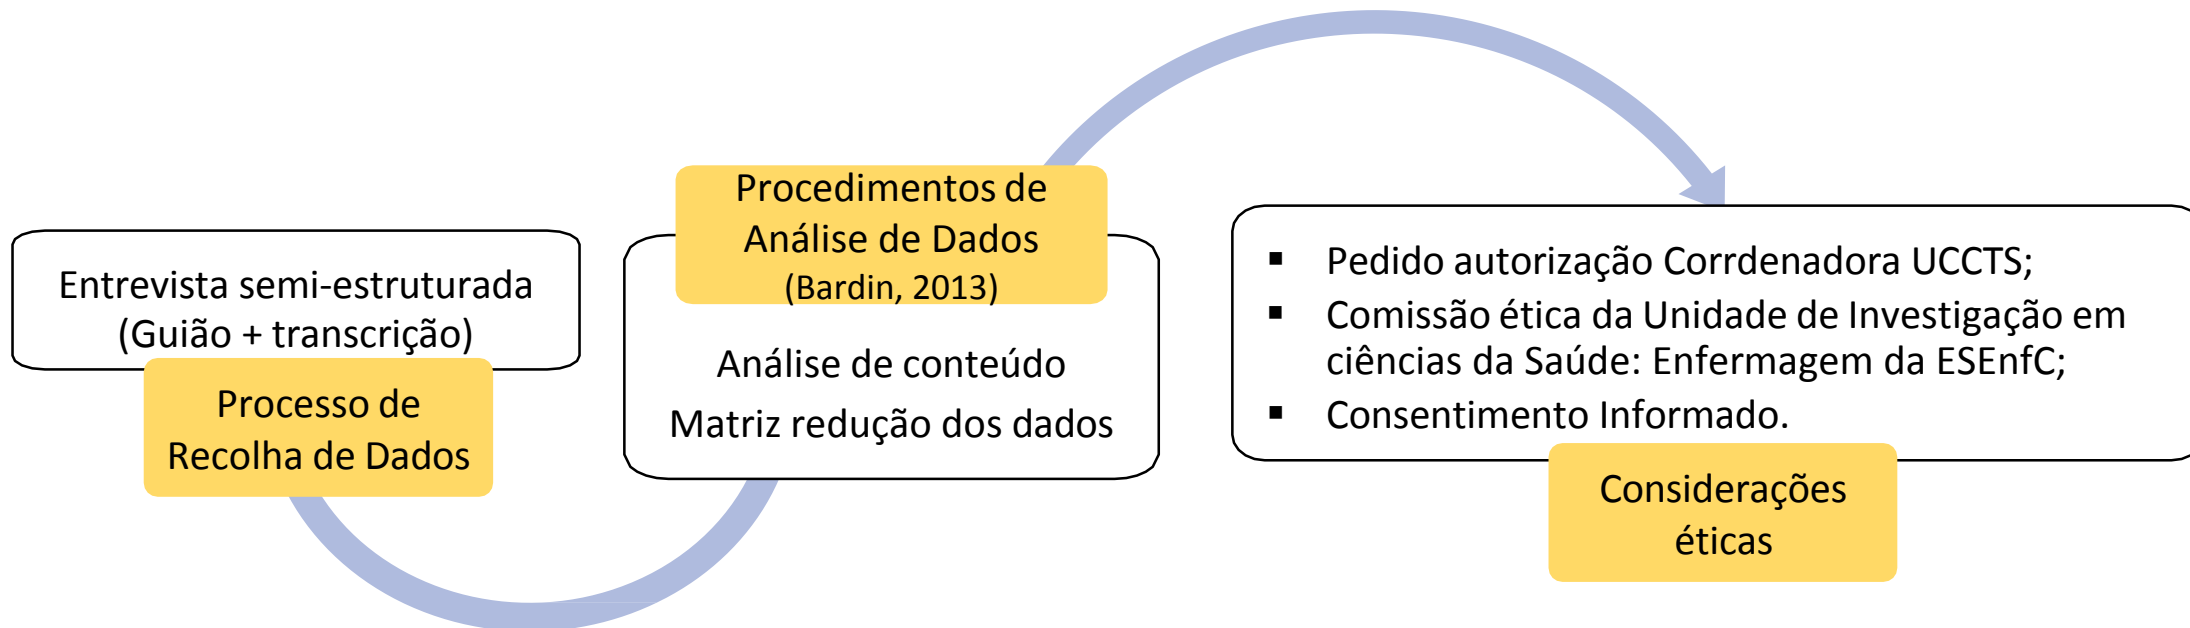 Entrevista semi-estruturada
(Guião + transcrição)
Processo de
Recolha de Dados
Procedimentos de
Análise de Dados
(Bardin, 2013)
Análise de conteúdo
Matriz redução dos dados
▪ Pedido autorização Corrdenadora UCCTS;
▪ Comissão ética da Unidade de Investigação em
ciências da Saúde: Enfermagem da ESEnfC;
▪ Consentimento Informado.
Considerações
éticas